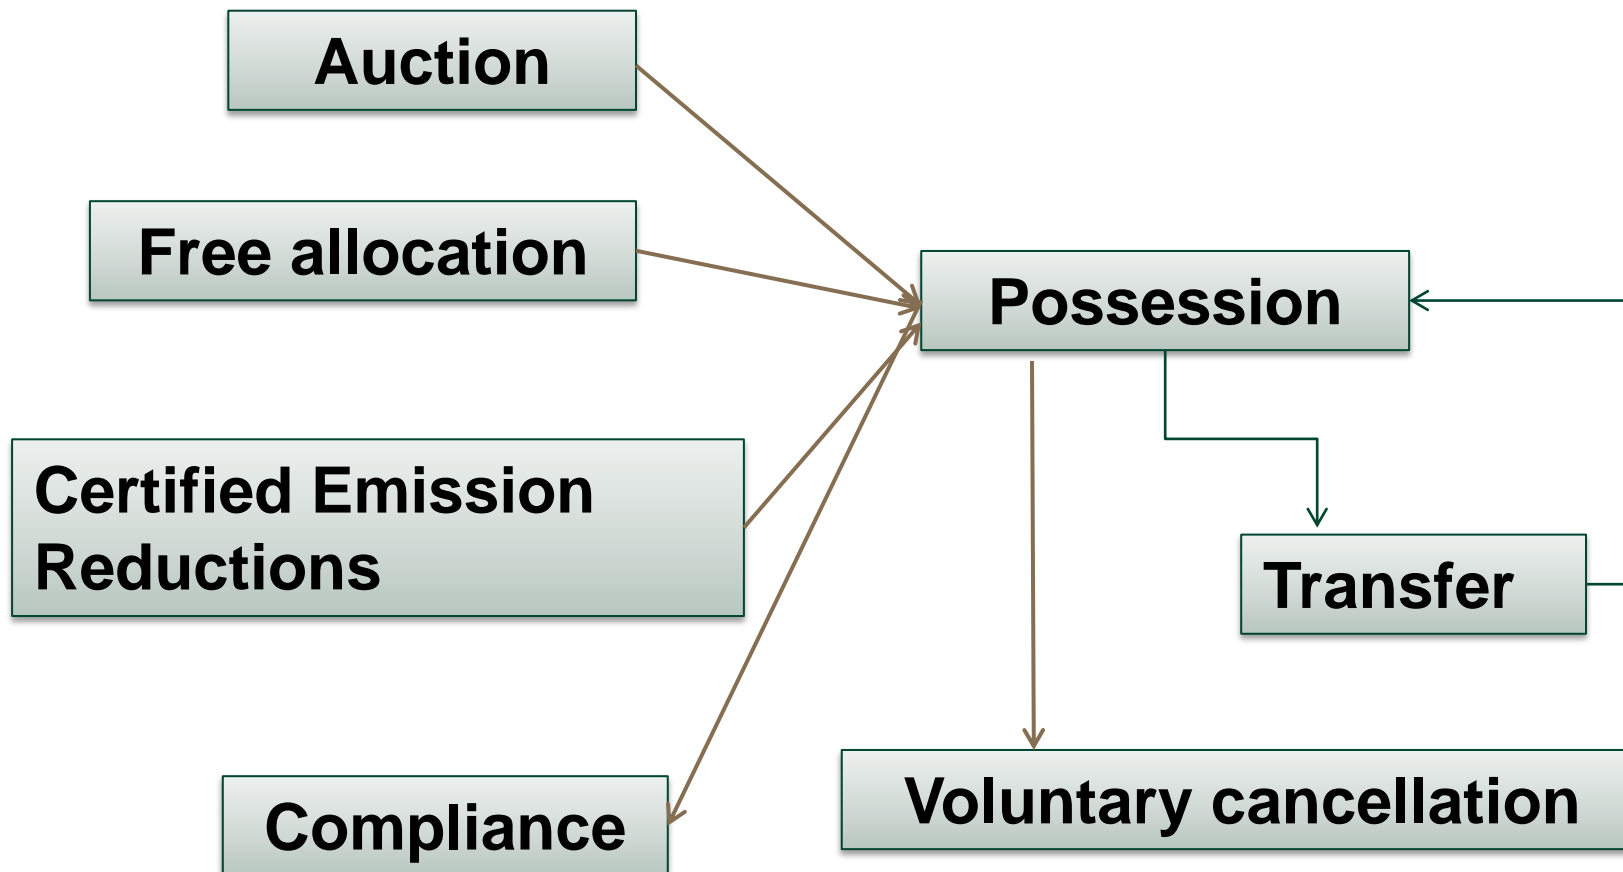 Auction
Free allocation
Possession
Certified Emission
Reductions
Transfer
Voluntary cancellation
Compliance